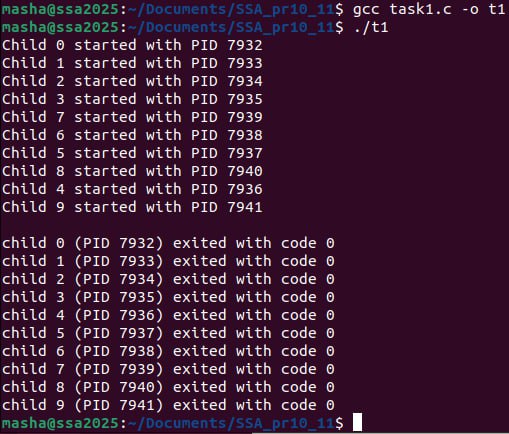 masha@ssa2025:~/Documents/SSA_pr10_11$ gcc task1.c -o t1
masha@ssa2025:~/Documents/SSA_pr10_11$ ./t1
Child 0 started with PID 7932
Child 1 started with PID 7933
Child 2 started with PID 7934
Child 3 started with PID 7935
Child 7 started with PID 7939
Child 6 started with PID 7938
Child 5 started with PID 7937
Child 8 started with PID 7940
Child 4 started with PID 7936
Child 9 started with PID 7941
child 0 (PID 7932) exited with code 0
child 1 (PID 7933) exited with code 0
child 2 (PID 7934) exited with code 0
child 3 (PID 7935) exited with code 0
child 4 (PID 7936) exited with code 0
child 5 (PID 7937) exited with code 0
child 6 (PID 7938) exited with code 0
child 7 (PID 7939) exited with code 0
child 8 (PID 7940) exited with code 0
child 9 (PID 7941) exited with code 0
masha@ssa2025:~/Documents/SSA_pr10_11$